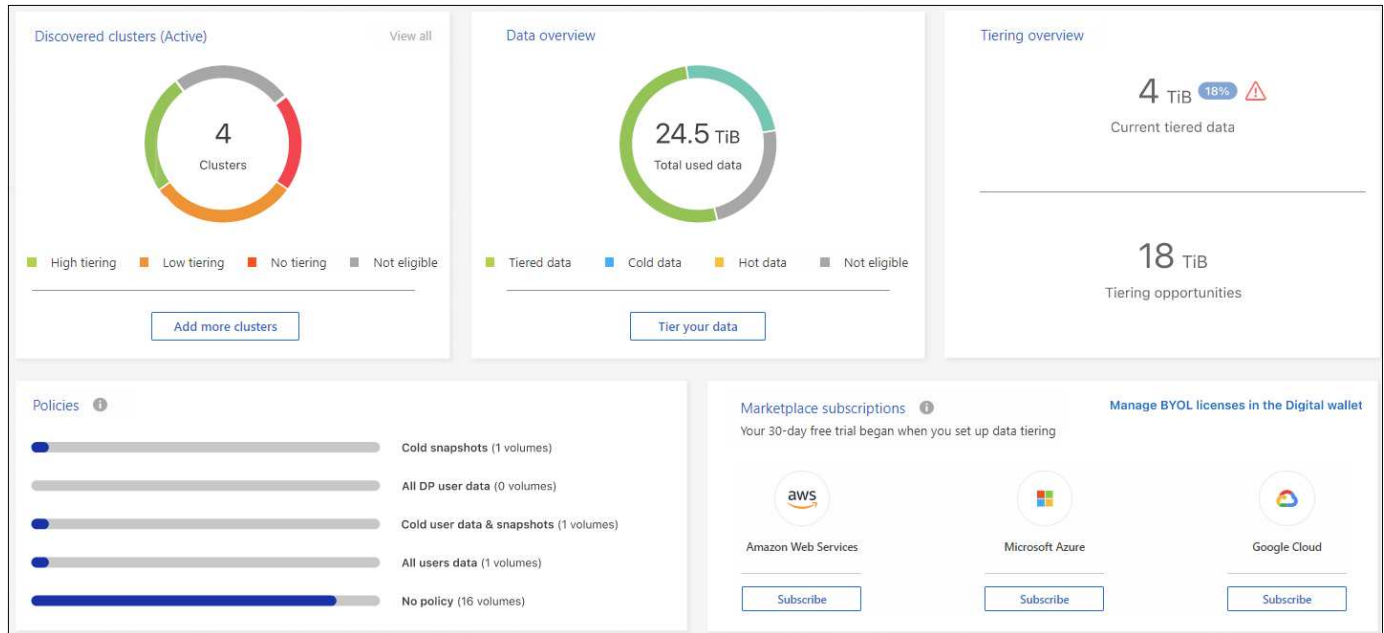 Discovered clusters (Active)
View all
4
Clusters
High tiering
Low tiering
No tiering
Not eligible
Add more clusters
Data overview
24.5 TiB
Total used data
Tiered data
Cold data
Hot data
Not eligible
Tier your data
Tiering overview
4 TiB 18%
Current tiered data
18 TiB
Tiering opportunities
Policies
Cold snapshots (1 volumes)
All DP user data (0 volumes)
Cold user data & snapshots (1 volumes)
All users data (1 volumes)
No policy (16 volumes)
Marketplace subscriptions
Manage BYOL licenses in the Digital wallet
Your 30-day free trial began when you set up data tiering
aws
Amazon Web Services
Subscribe
Microsoft Azure
Subscribe
Google Cloud
Subscribe